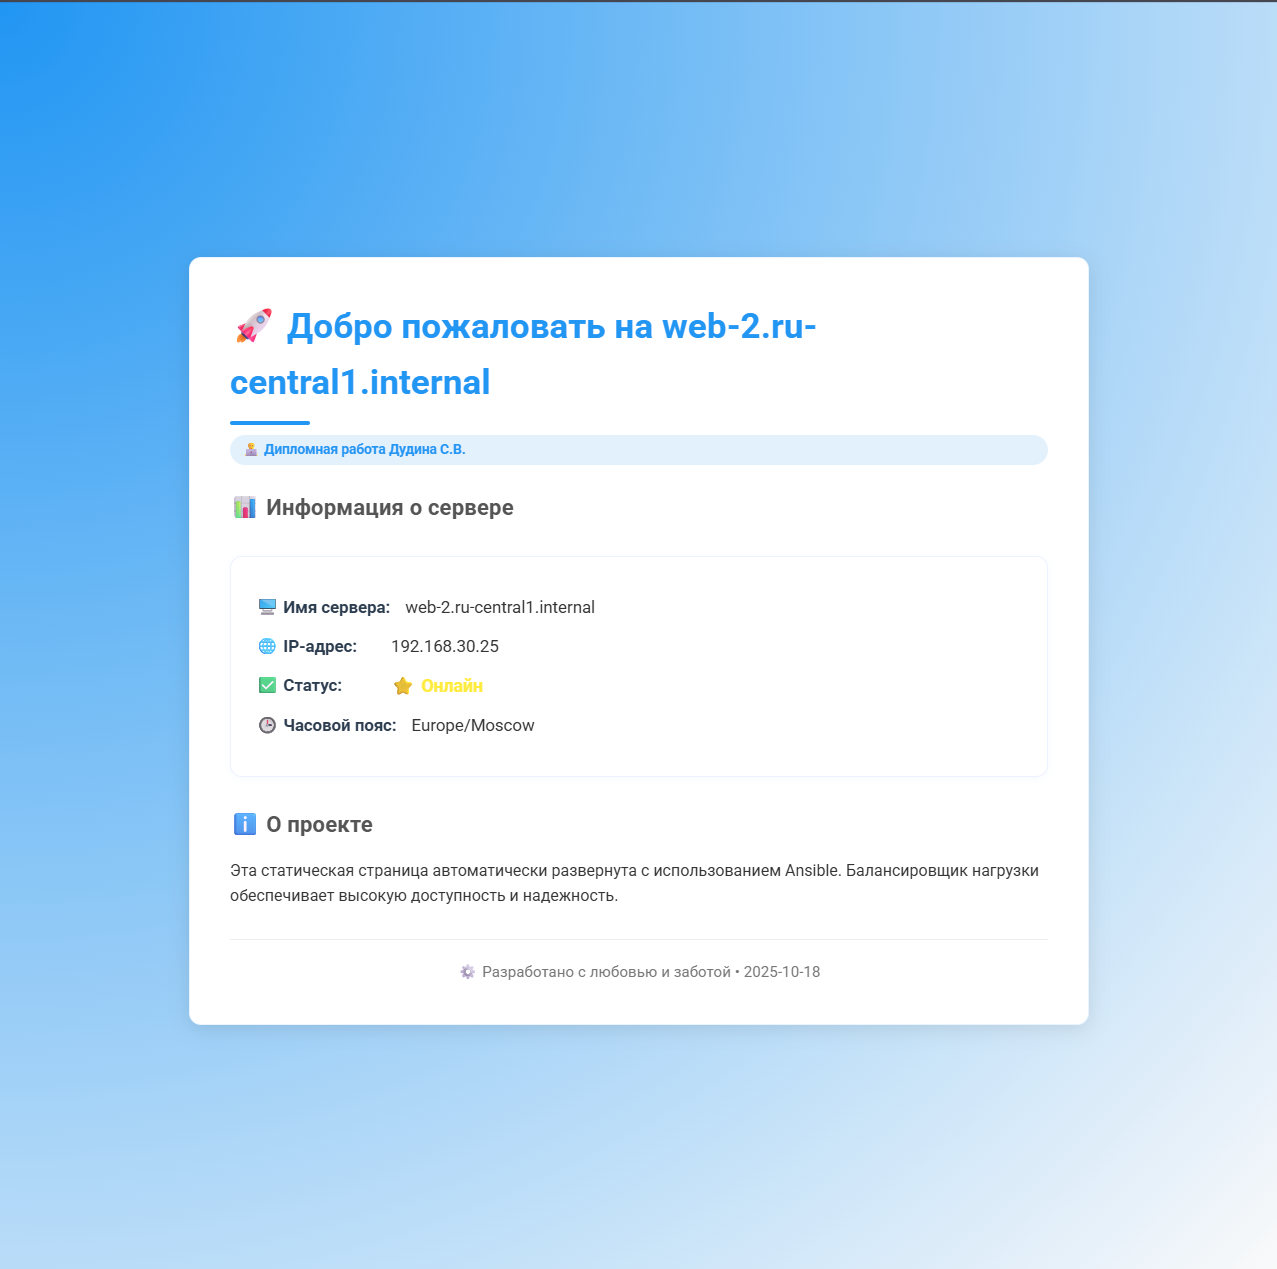 🚀 Добро пожаловать на web-2.ru-
central1.internal
Дипломная работа Дудина С.В.
📊 Информация о сервере
🖥️ Имя сервера: web-2.ru-central1.internal
🌐 IP-адрес: 192.168.30.25
✅ Статус: ⭐ Онлайн
🕒 Часовой пояс: Europe/Moscow
ℹ️ О проекте
Эта статическая страница автоматически развернута с использованием Ansible. Балансировщик нагрузки
обеспечивает высокую доступность и надежность.
⚙️ Разработано с любовью и заботой • 2025-10-18